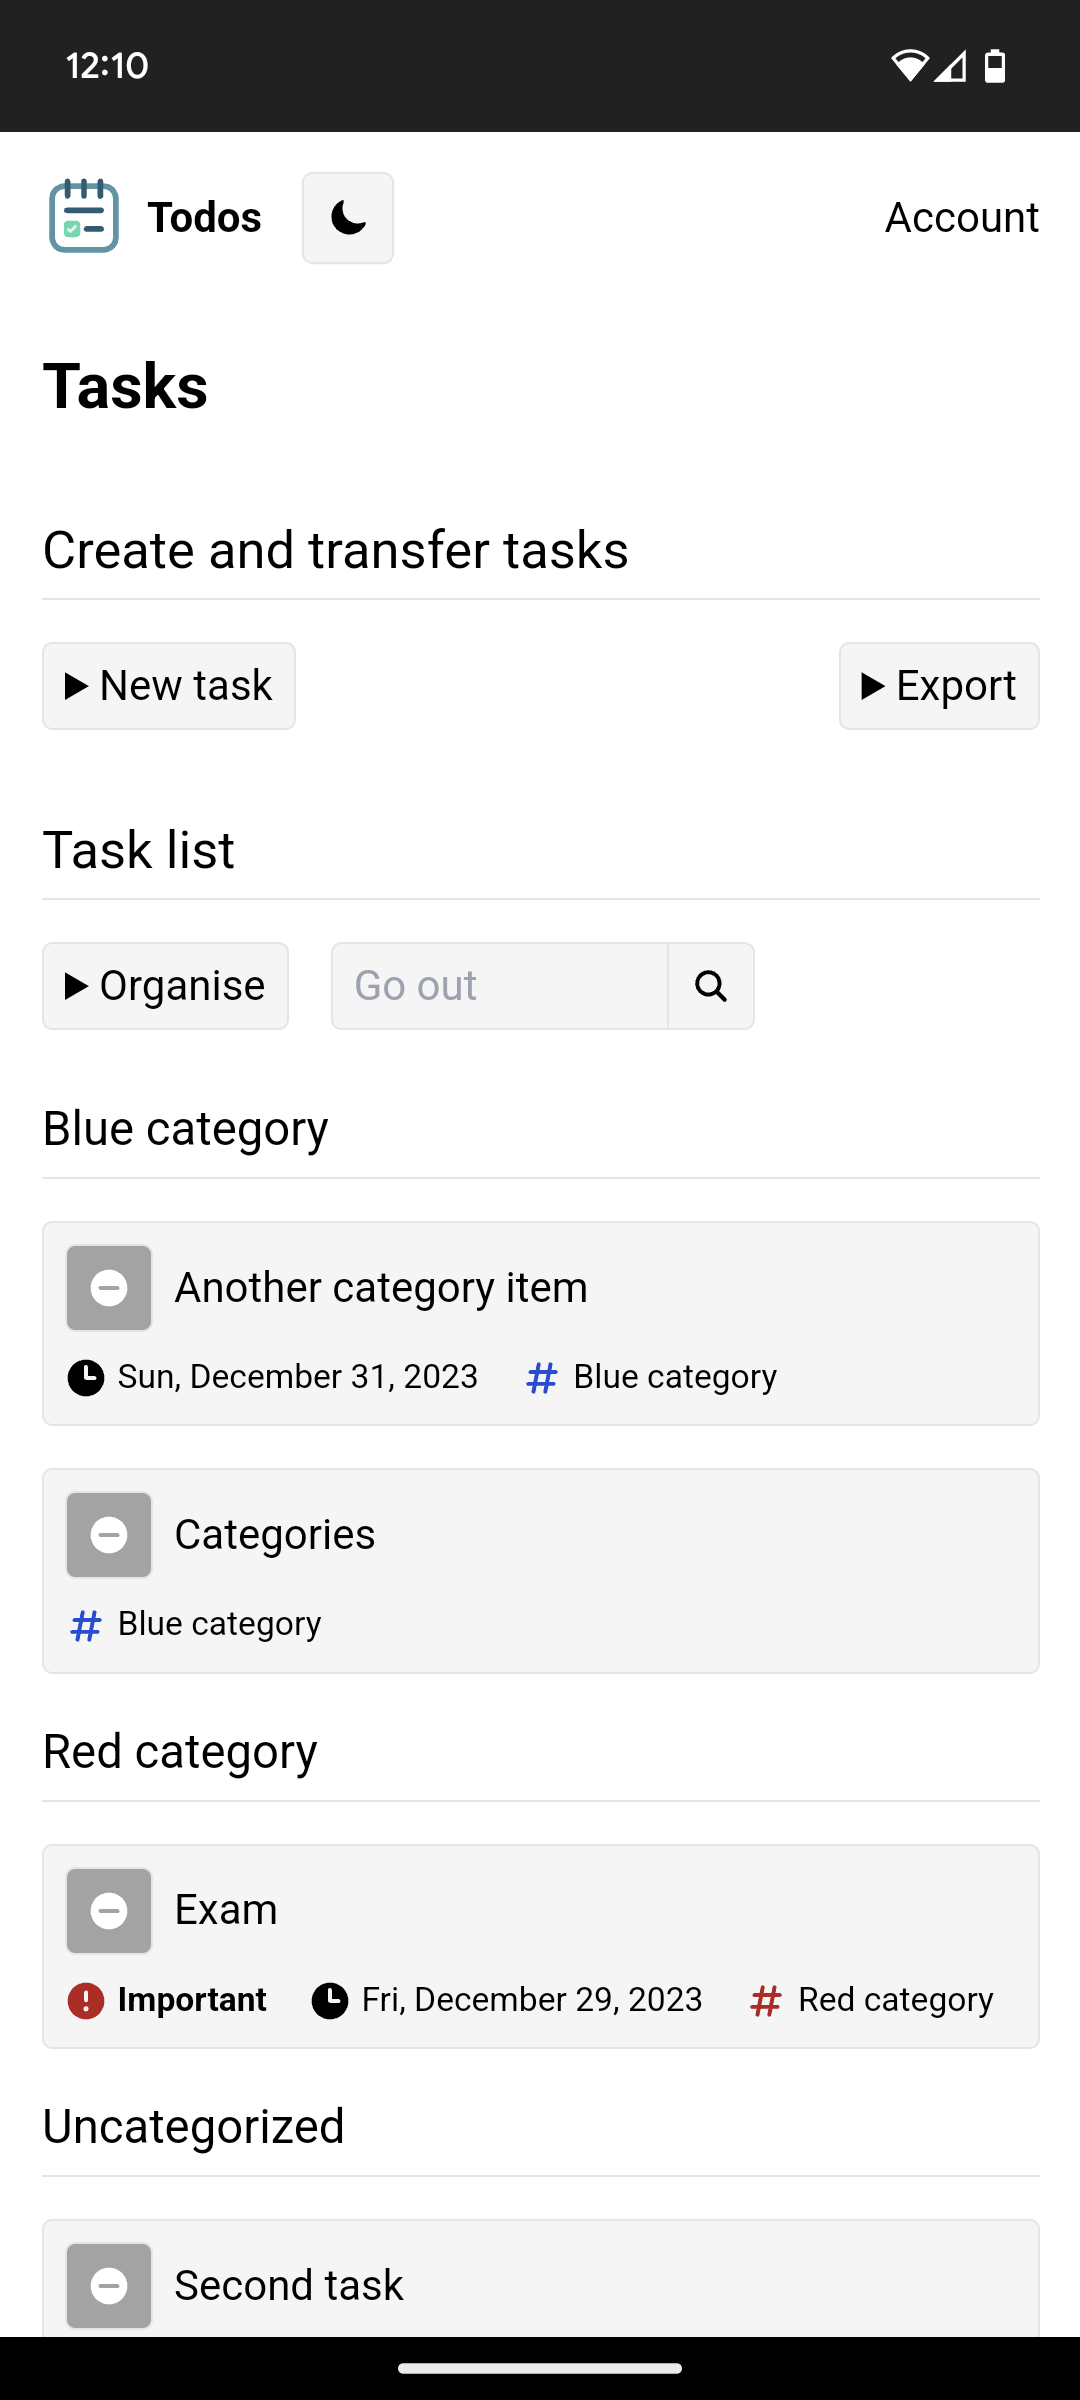 12:10
Todos
Account
Tasks
Create and transfer tasks
New task
Export
Task list
Organise
Go out
Blue category
Another category item
Sun, December 31, 2023 # Blue category
Categories
# Blue category
Red category
Exam
Important Fri, December 29, 2023 # Red category
Uncategorized
Second task